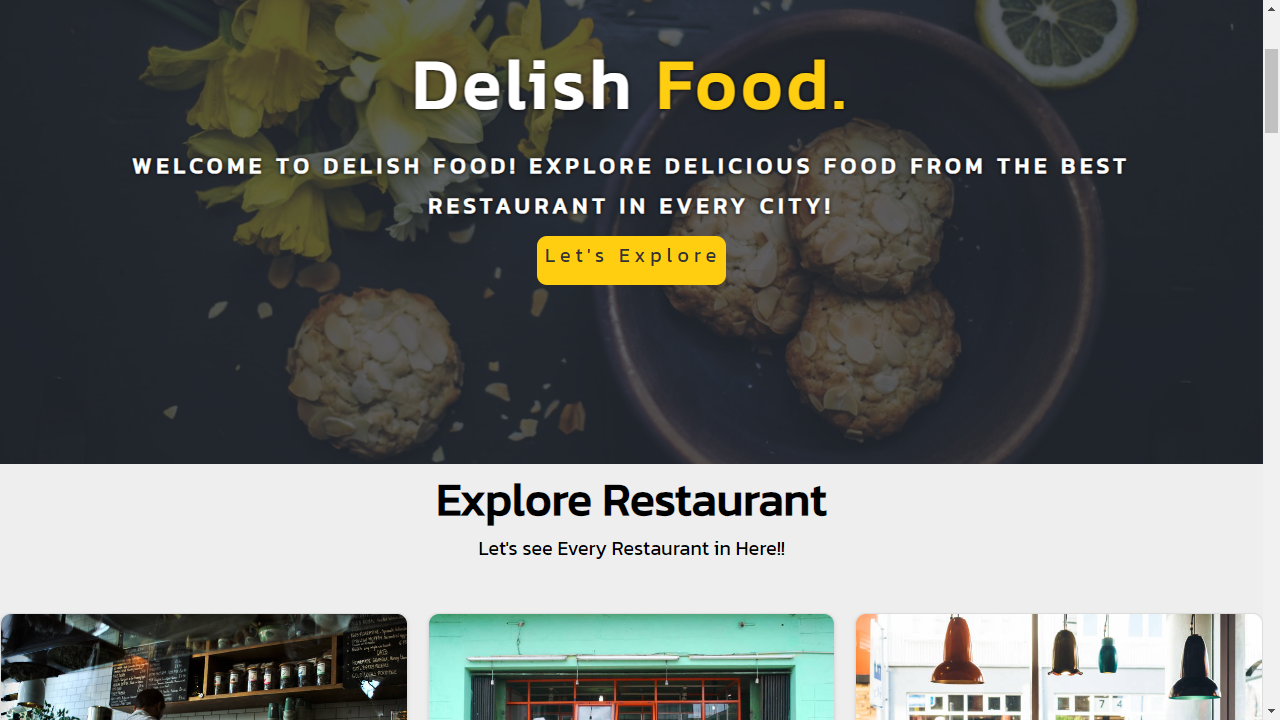 Delish Food.
WELCOME TO DELISH FOOD! EXPLORE DELICIOUS FOOD FROM THE BEST
RESTAURANT IN EVERY CITY!
Let's Explore
Explore Restaurant
Let's see Every Restaurant in Here!!